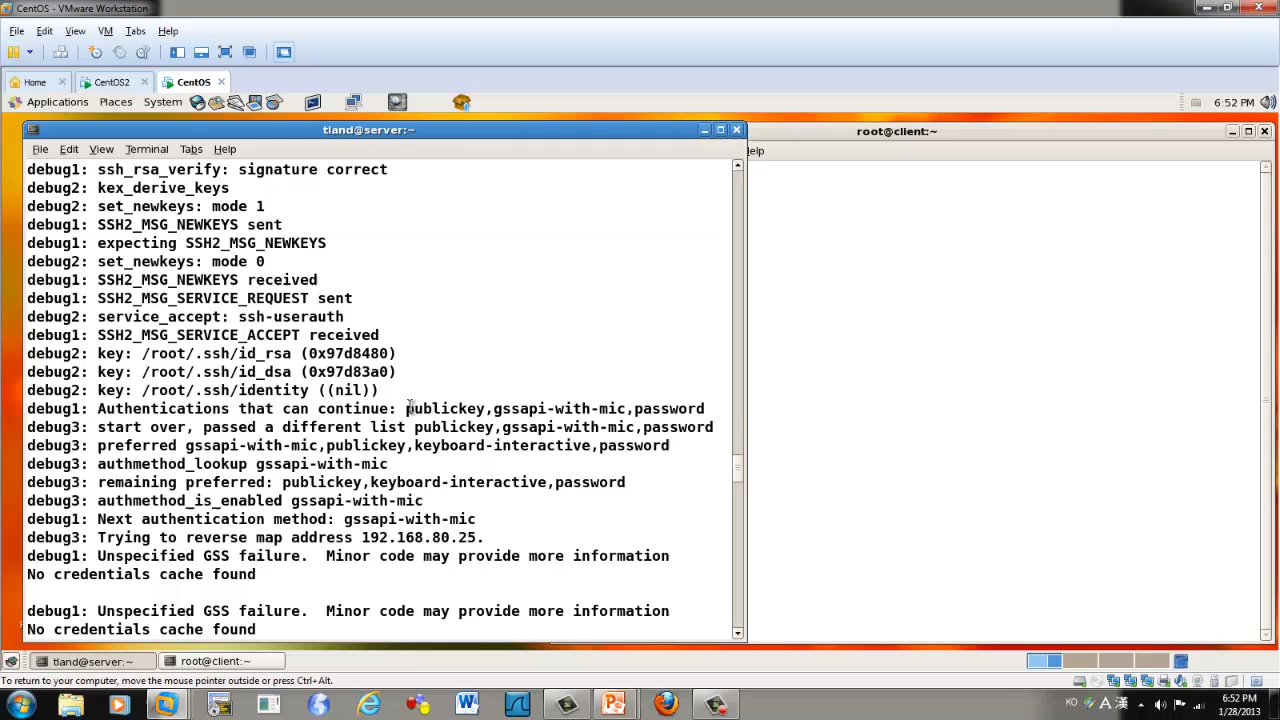 CentOS - VMware Workstation
File Edit View VM Tabs Help
Home CentOS2 CentOS
Applications Places System 6:52 PM
tland@server:~
root@client:~
File Edit View Terminal Tabs Help
elp
debug1: ssh_rsa_verify: signature correct
debug2: kex_derive_keys
debug2: set_newkeys: mode 1
debug1: SSH2_MSG_NEWKEYS sent
debug1: expecting SSH2_MSG_NEWKEYS
debug2: set_newkeys: mode 0
debug1: SSH2_MSG_NEWKEYS received
debug1: SSH2_MSG_SERVICE_REQUEST sent
debug2: service_accept: ssh-userauth
debug1: SSH2_MSG_SERVICE_ACCEPT received
debug2: key: /root/.ssh/id_rsa (0x97d8480)
debug2: key: /root/.ssh/id_dsa (0x97d83a0)
debug2: key: /root/.ssh/identity ((nil))
debug1: Authentications that can continue: publickey,gssapi-with-mic,password
debug3: start over, passed a different list publickey,gssapi-with-mic,password
debug3: preferred gssapi-with-mic,publickey,keyboard-interactive,password
debug3: authmethod_lookup gssapi-with-mic
debug3: remaining preferred: publickey,keyboard-interactive,password
debug3: authmethod_is_enabled gssapi-with-mic
debug1: Next authentication method: gssapi-with-mic
debug3: Trying to reverse map address 192.168.80.25.
debug1: Unspecified GSS failure.  Minor code may provide more information
No credentials cache found
debug1: Unspecified GSS failure.  Minor code may provide more information
No credentials cache found
tland@server:~ root@client:~
To return to your computer, move the mouse pointer outside or press Ctrl+Alt.
KO A 漢 6:52 PM
1/28/2013